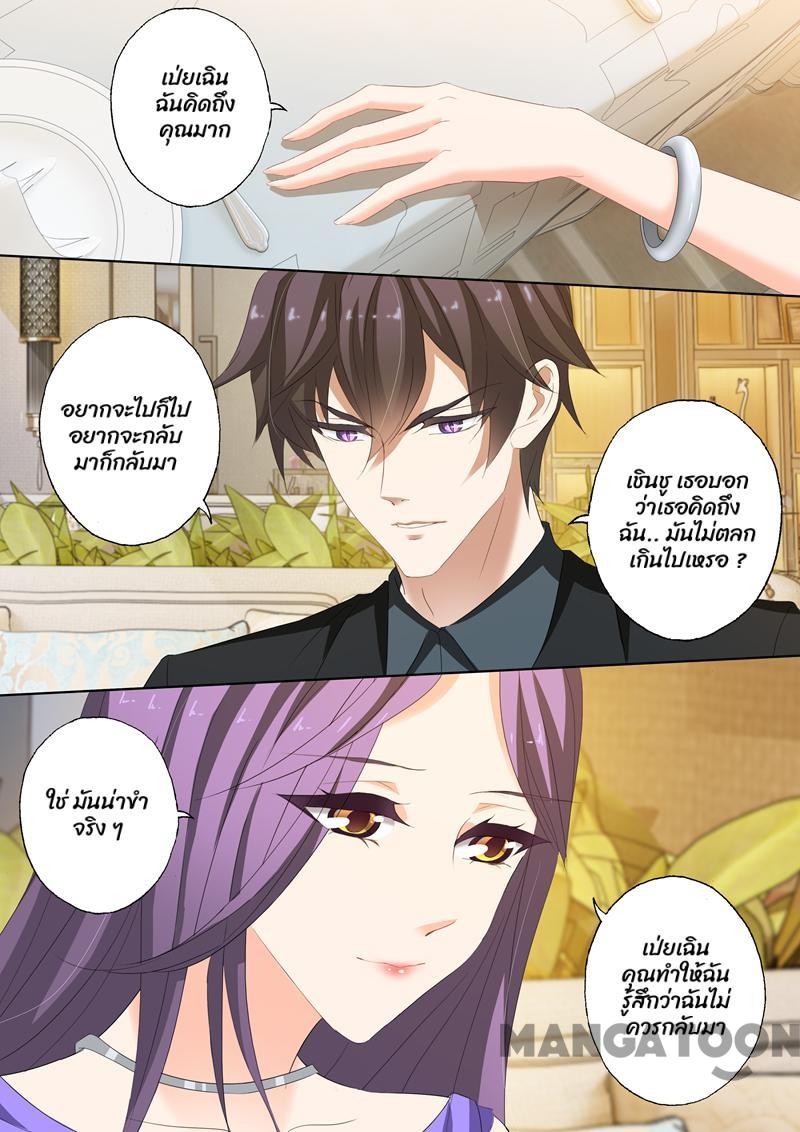 เป่ยเฉิน
ฉันคิดถึง
คุณมาก
อยากจะไปก็ไป
อยากจะกลับ
มาก็กลับมา
เชินชู เธอบอก
ว่าเธอคิดถึง
ฉัน.. มันไม่ตลก
เกินไปเหรอ ?
ใช่ มันน่าขำ
จริง ๆ
เป่ยเฉิน
คุณทำให้ฉัน
รู้สึกว่าฉันไม่
ควรกลับมา
MANGATOON